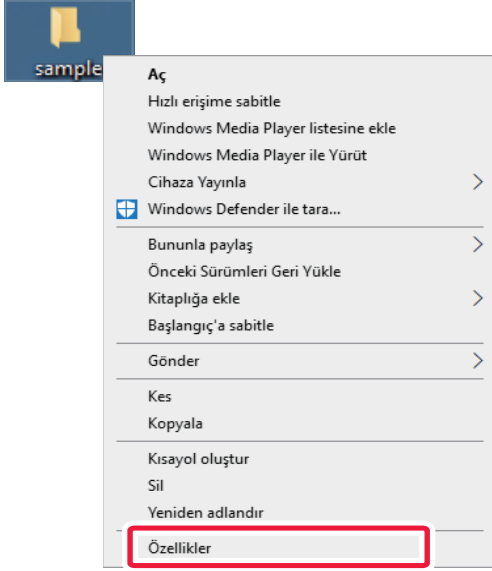 sample
Aç
Hızlı erişime sabitle
Windows Media Player listesine ekle
Windows Media Player ile Yürüt
Cihaza Yayınla
Windows Defender ile tara...
Bununla paylaş
Önceki Sürümleri Geri Yükle
Kitaplığa ekle
Başlangıç'a sabitle
Gönder
Kes
Kopyala
Kısayol oluştur
Sil
Yeniden adlandır
Özellikler